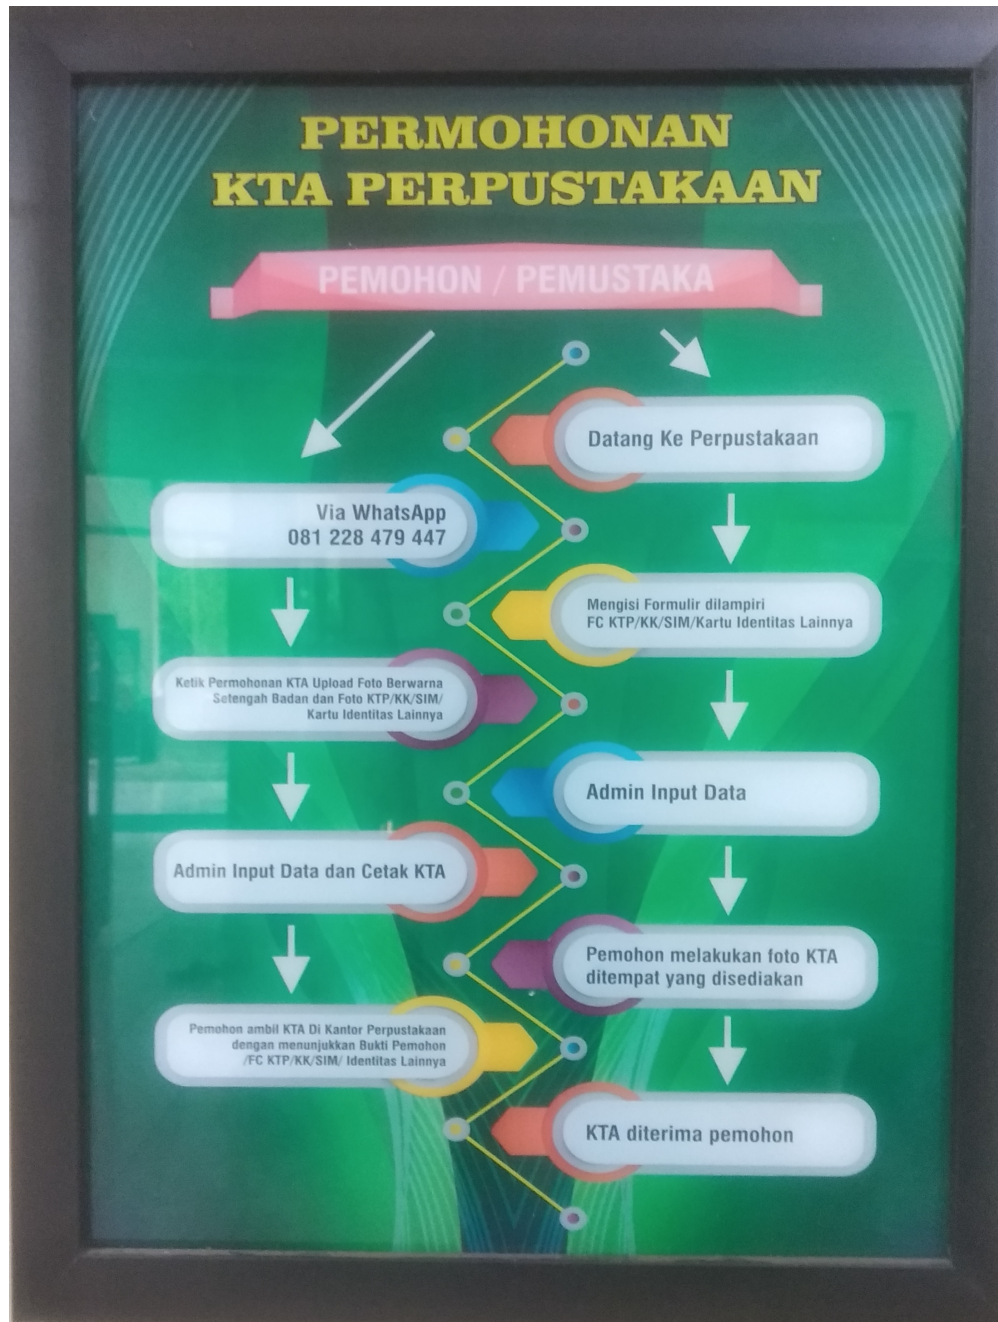 PERMOHONAN
KTA PERPUSTAKAAN
PEMOHON / PEMUSTAKA
Via WhatsApp
081 228 479 447
Ketik Permohonan KTA Upload Foto Berwarna
Setengah Badan dan Foto KTP/KK/SIM/
Kartu Identitas Lainnya
Admin Input Data dan Cetak KTA
Pemohon ambil KTA Di Kantor Perpustakaan
dengan menunjukkan Bukti Pemohon
/FC KTP/KK/SIM/ Identitas Lainnya
Datang Ke Perpustakaan
Mengisi Formulir dilampiri
FC KTP/KK/SIM/Kartu Identitas Lainnya
Admin Input Data
Pemohon melakukan foto KTA
ditempat yang disediakan
KTA diterima pemohon